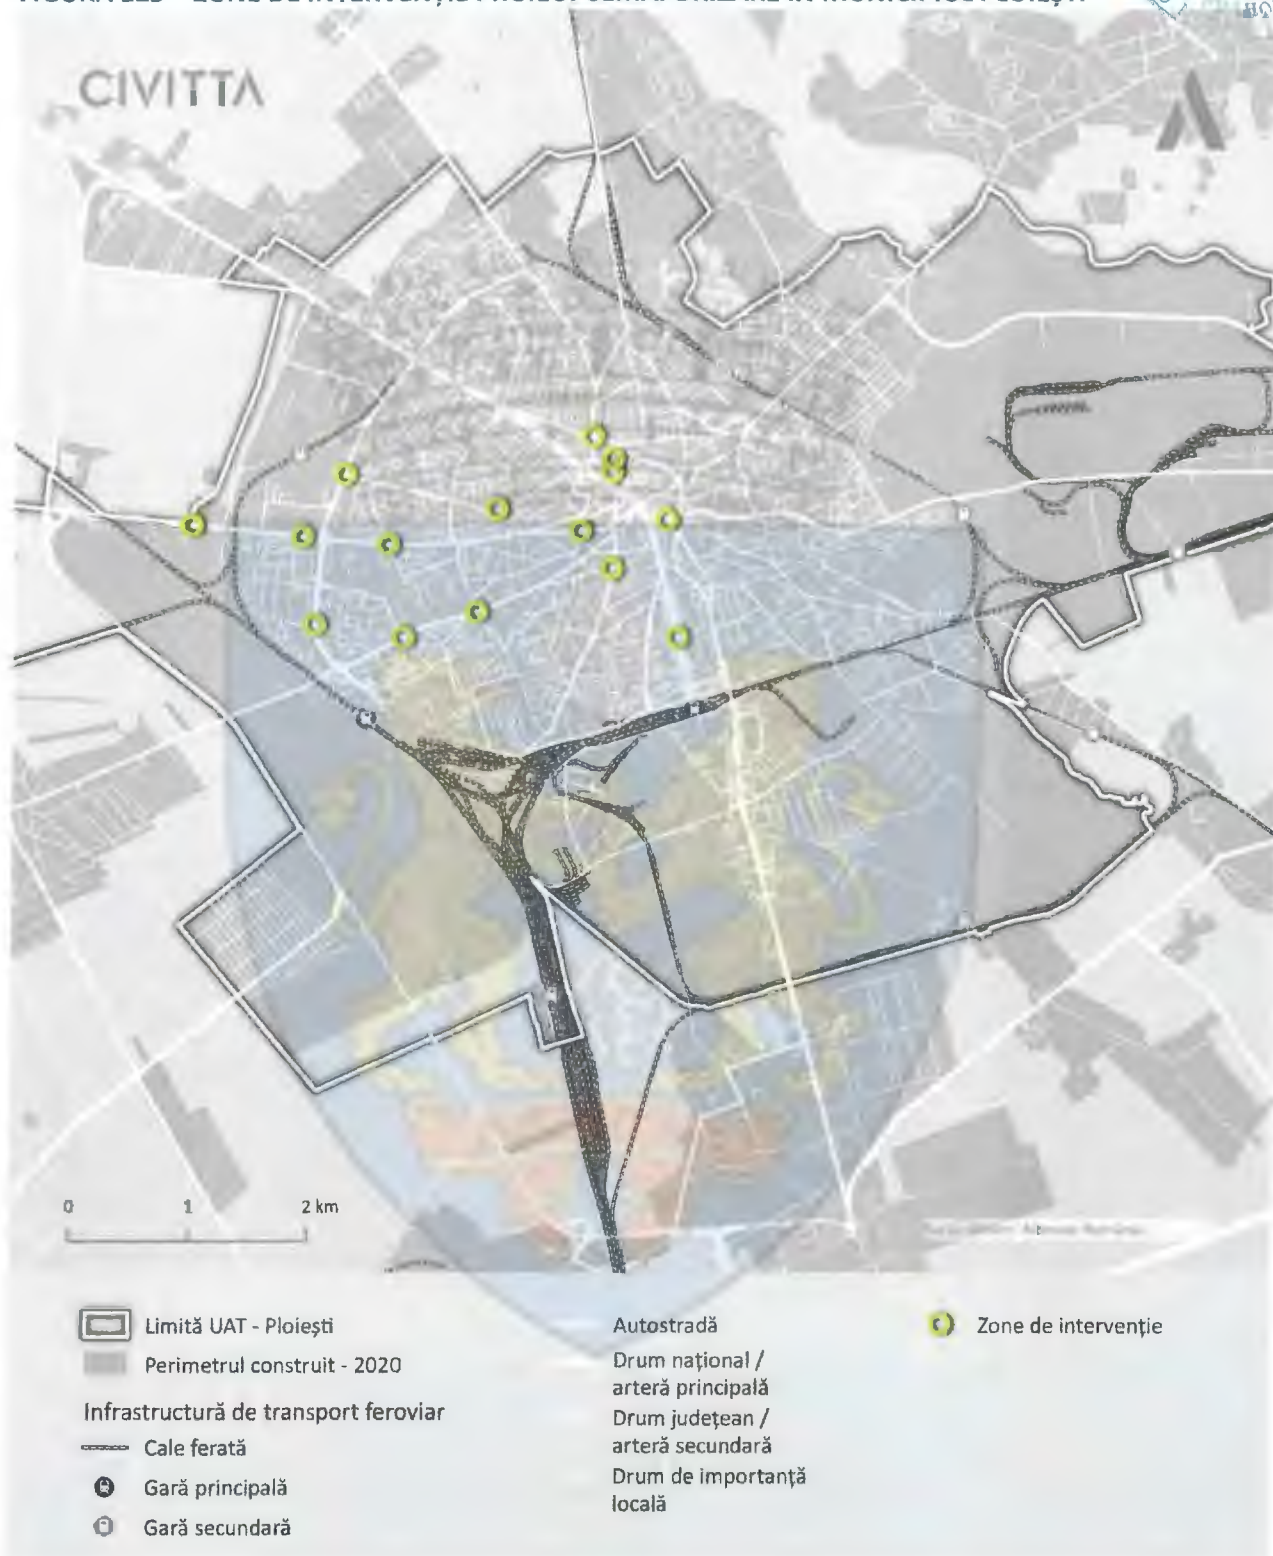 CIVITTA
0 1 2 km
Limită UAT - Ploiești
Perimetrul construit - 2020
Infrastructură de transport feroviar
Cale ferată
Gară principală
Gară secundară
Autostradă
Drum național /
arteră principală
Drum județean /
arteră secundară
Drum de importanță
locală
Zone de intervenție